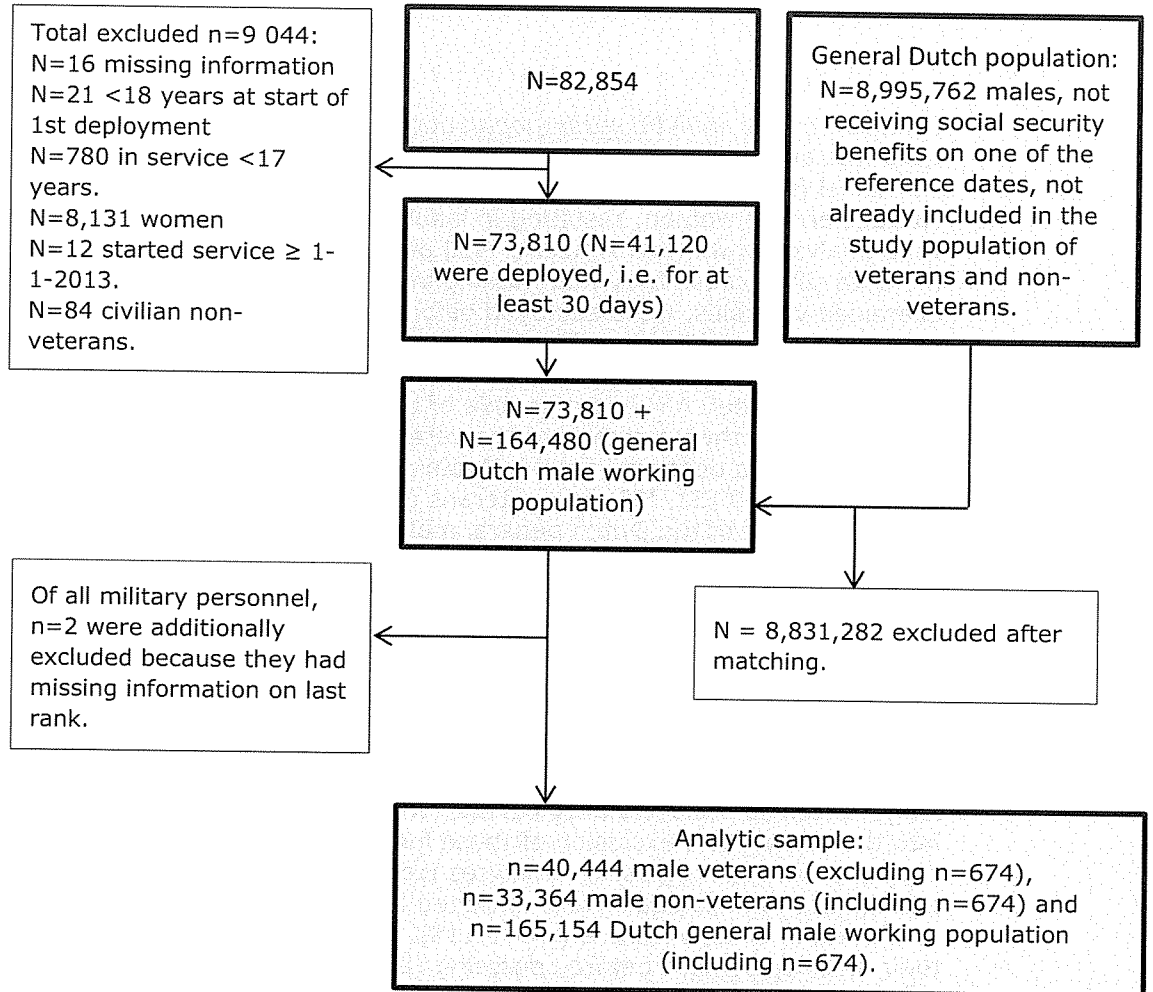 Total excluded n=9 044:
N=16 missing information
N=21 <18 years at start of
1st deployment
N=780 in service <17
years.
N=8,131 women
N=12 started service ≥ 1-
1-2013.
N=84 civilian non-
veterans.
N=82,854
General Dutch population:
N=8,995,762 males, not
receiving social security
benefits on one of the
reference dates, not
already included in the
study population of
veterans and non-
veterans.
N=73,810 (N=41,120
were deployed, i.e. for at
least 30 days)
N=73,810 +
N=164,480 (general
Dutch male working
population)
Of all military personnel,
n=2 were additionally
excluded because they had
missing information on last
rank.
N = 8,831,282 excluded after
matching.
Analytic sample:
n=40,444 male veterans (excluding n=674),
n=33,364 male non-veterans (including n=674) and
n=165,154 Dutch general male working population
(including n=674).